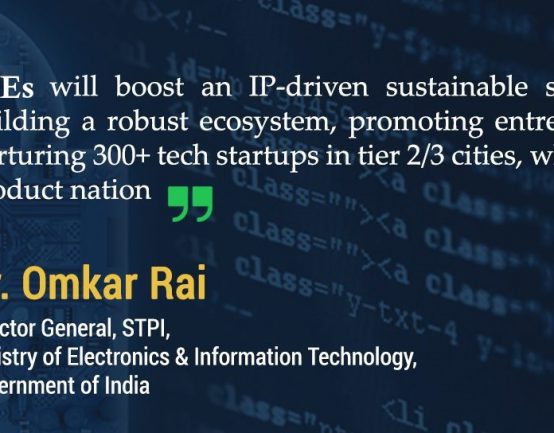 Es will boost an IP-driven sustainable s
ilding a robust ecosystem, promoting entre
rturing 300+ tech startups in tier 2/3 cities, w
oduct nation
. Omkar Rai
ctor General, STPI,
istry of Electronics & Information Technology,
ernment of India